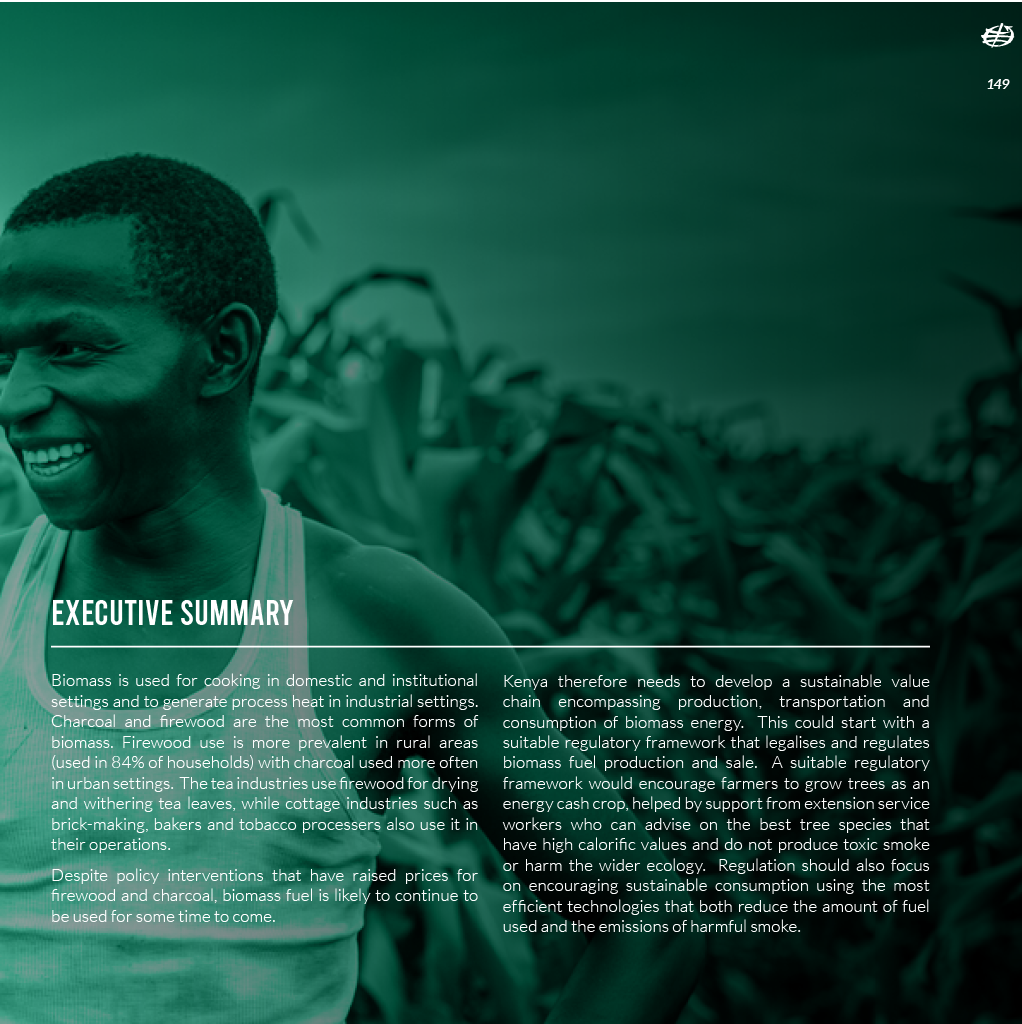 149
EXECUTIVE SUMMARY
Biomass is used for cooking in domestic and institutional
settings and to generate process heat in industrial settings.
Charcoal and firewood are the most common forms of
biomass. Firewood use is more prevalent in rural areas
(used in 84% of households) with charcoal used more often
in urban settings. The tea industries use firewood for drying
and withering tea leaves, while cottage industries such as
brick-making, bakers and tobacco processers also use it in
their operations.
Despite policy interventions that have raised prices for
firewood and charcoal, biomass fuel is likely to continue to
be used for some time to come.
Kenya therefore needs to develop a sustainable value
chain encompassing production, transportation and
consumption of biomass energy. This could start with a
suitable regulatory framework that legalises and regulates
biomass fuel production and sale. A suitable regulatory
framework would encourage farmers to grow trees as an
energy cash crop, helped by support from extension service
workers who can advise on the best tree species that
have high calorific values and do not produce toxic smoke
or harm the wider ecology. Regulation should also focus
on encouraging sustainable consumption using the most
efficient technologies that both reduce the amount of fuel
used and the emissions of harmful smoke.